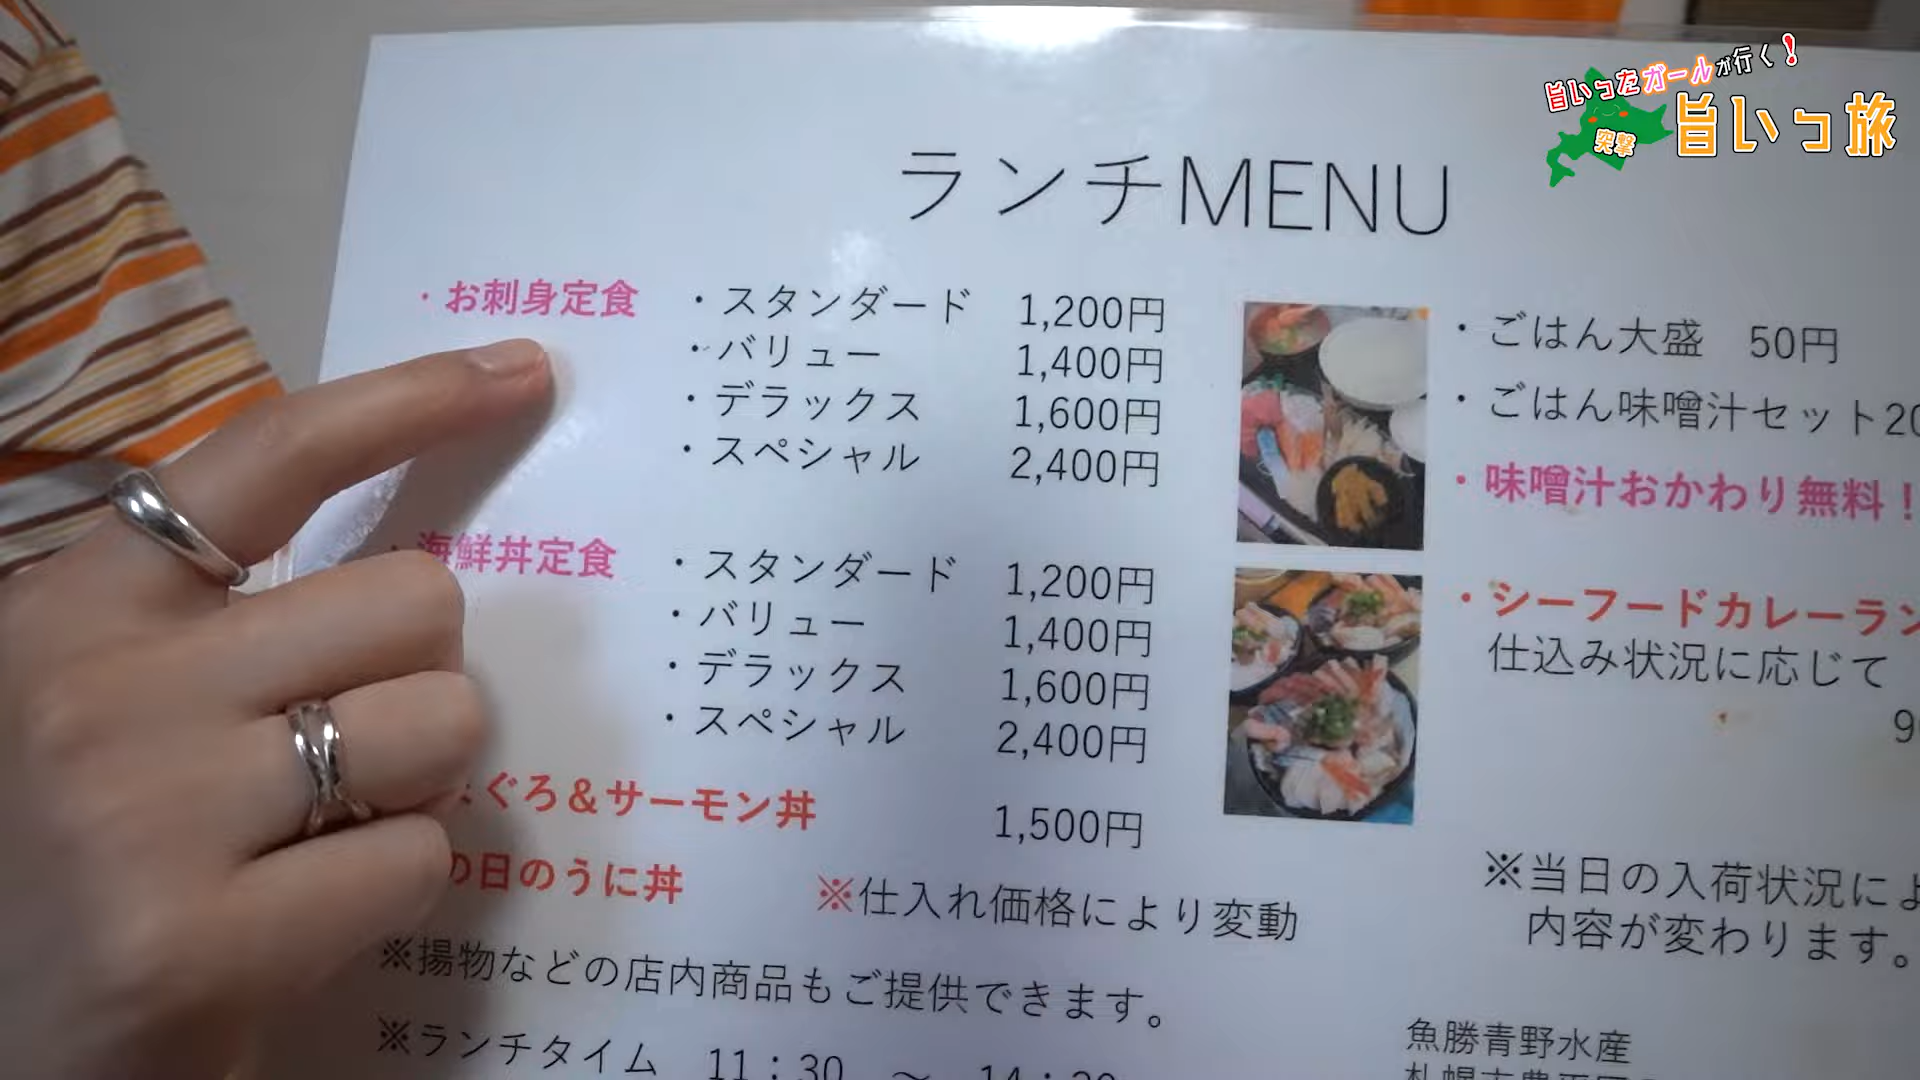 旨いったガールが行く!
突撃 旨いっ旅
ランチMENU
・お刺身定食 ・スタンダード 1,200円
・バリュー 1,400円
・デラックス 1,600円
・スペシャル 2,400円
海鮮丼定食 ・スタンダード 1,200円
・バリュー 1,400円
・デラックス 1,600円
・スペシャル 2,400円
ぐろ&サーモン丼 1,500円
の日のうに丼 ※仕入れ価格により変動
※揚物などの店内商品もご提供できます。
※ランチタイム 11:30 ~ 14:
・ごはん大盛 50円
・ごはん味噌汁セット20
・味噌汁おかわり無料!
・シーフードカレーラン
仕込み状況に応じて
9
※当日の入荷状況によ
内容が変わります。
魚勝青野水産